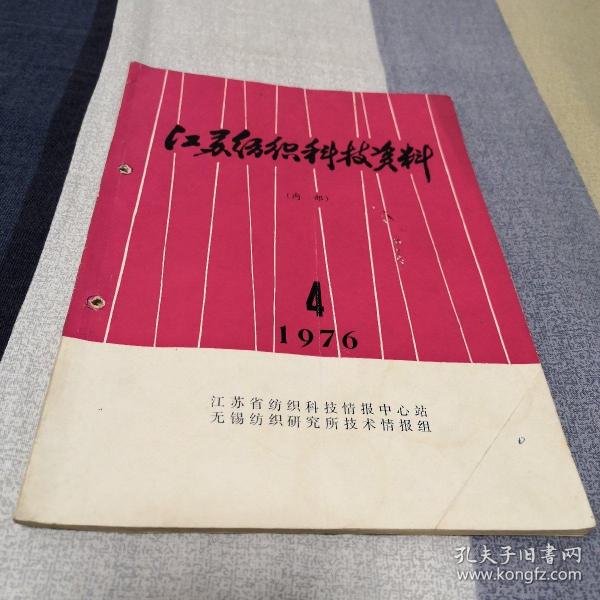 江苏纺织科技资料
(内 部)
4
1976
江苏省纺织科技情报中心站
无锡纺织研究所技术情报组
孔夫子旧书网
www.kongfz.com